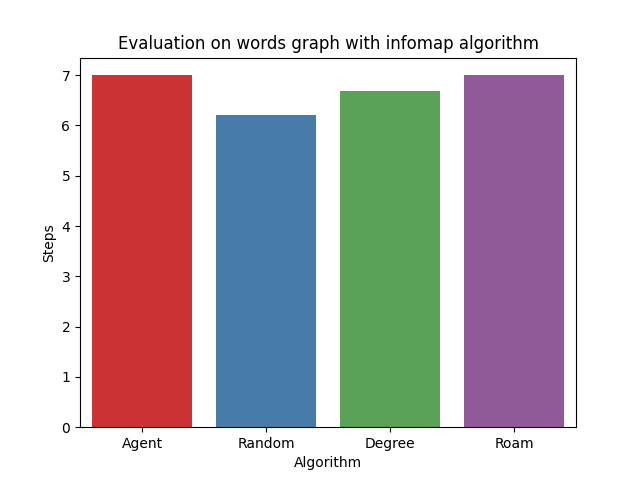 Evaluation on words graph with infomap algorithm
7
6
5
4
3
2
1
0
Steps
Agent Random Degree Roam
Algorithm